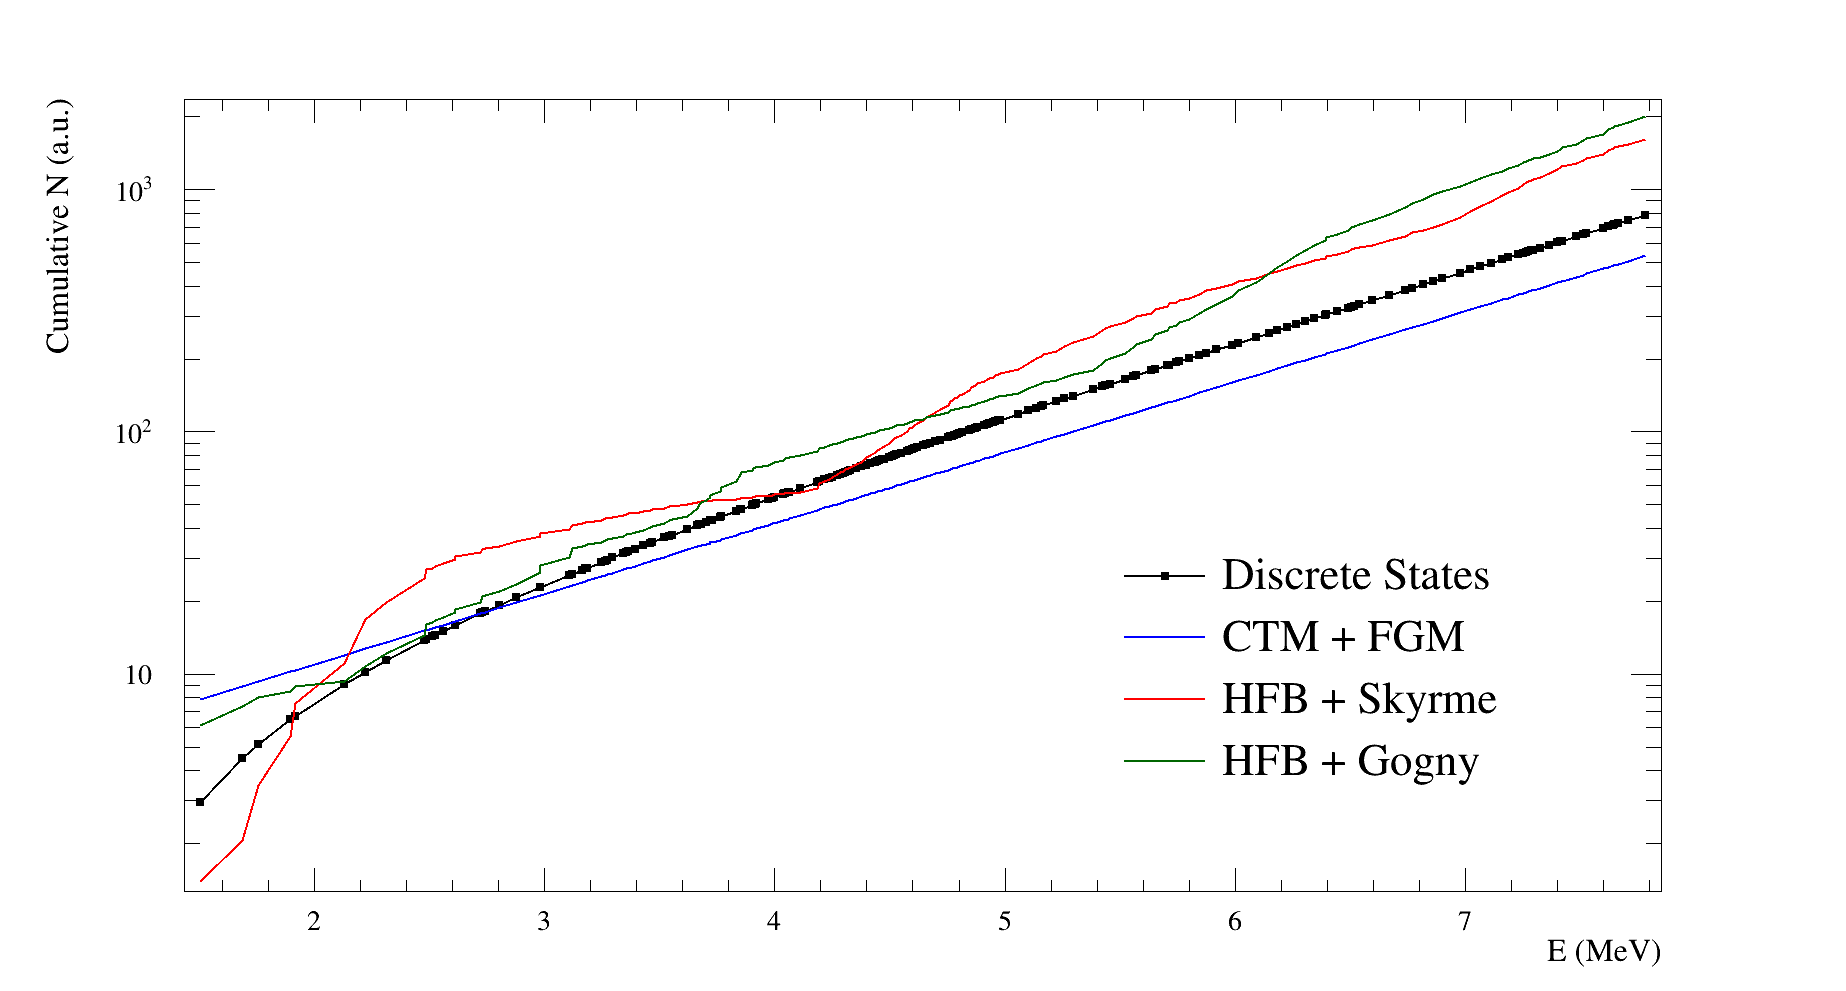 Cumulative N (a.u.)
10³
10²
10
2 3 4 5 6 7
E (MeV)
Discrete States
CTM + FGM
HFB + Skyrme
HFB + Gogny